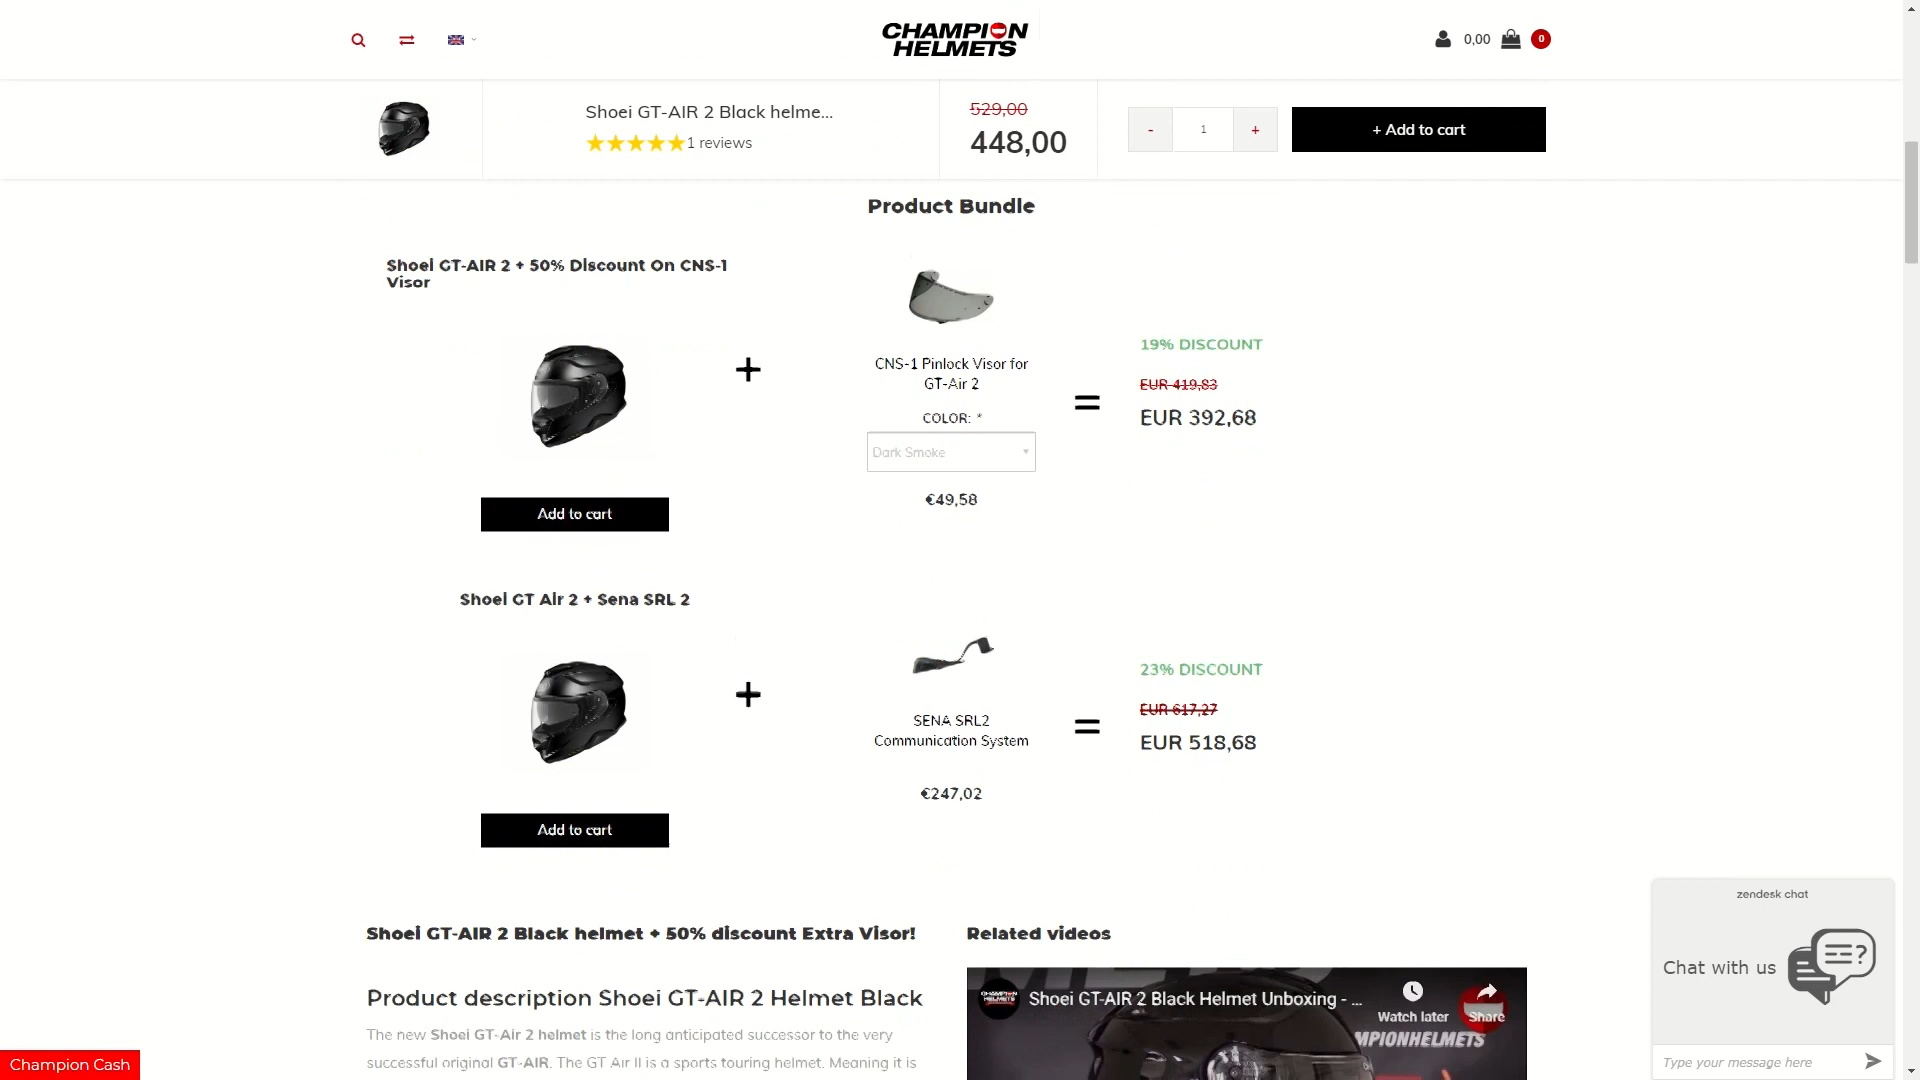 CHAMPION
HELMETS
0,00
0
Shoei GT-AIR 2 Black helme...
1 reviews
529,00
448,00
-
1
+
+ Add to cart
Product Bundle
Shoei GT-AIR 2 + 50% Discount On CNS-1
Visor
+
CNS-1 Pinlock Visor for
GT-Air 2
COLOR: *
Dark Smoke
€49,58
=
19% DISCOUNT
EUR 419,83
EUR 392,68
Add to cart
Shoei GT Air 2 + Sena SRL 2
+
SENA SRL2
Communication System
€247,02
=
23% DISCOUNT
EUR 617,27
EUR 518,68
Add to cart
Shoei GT-AIR 2 Black helmet + 50% discount Extra Visor!
Product description Shoei GT-AIR 2 Helmet Black
The new Shoei GT-Air 2 helmet is the long anticipated successor to the very
successful original GT-AIR. The GT Air II is a sports touring helmet. Meaning it is
Related videos
CHAMPION
HELMETS
Shoei GT-AIR 2 Black Helmet Unboxing - ...
Watch later
Share
MPIONHELMETS
zendesk chat
Chat with us
Type your message here
Champion Cash